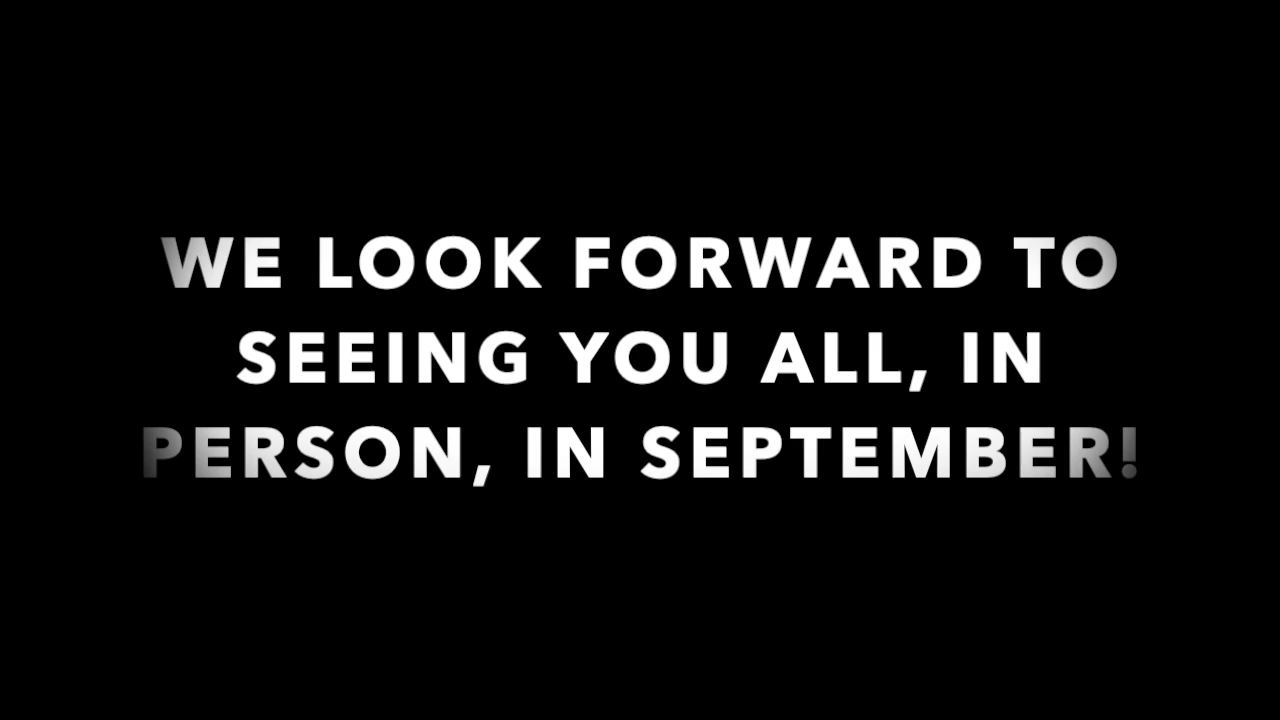 WE LOOK FORWARD TO
SEEING YOU ALL, IN
PERSON, IN SEPTEMBER!